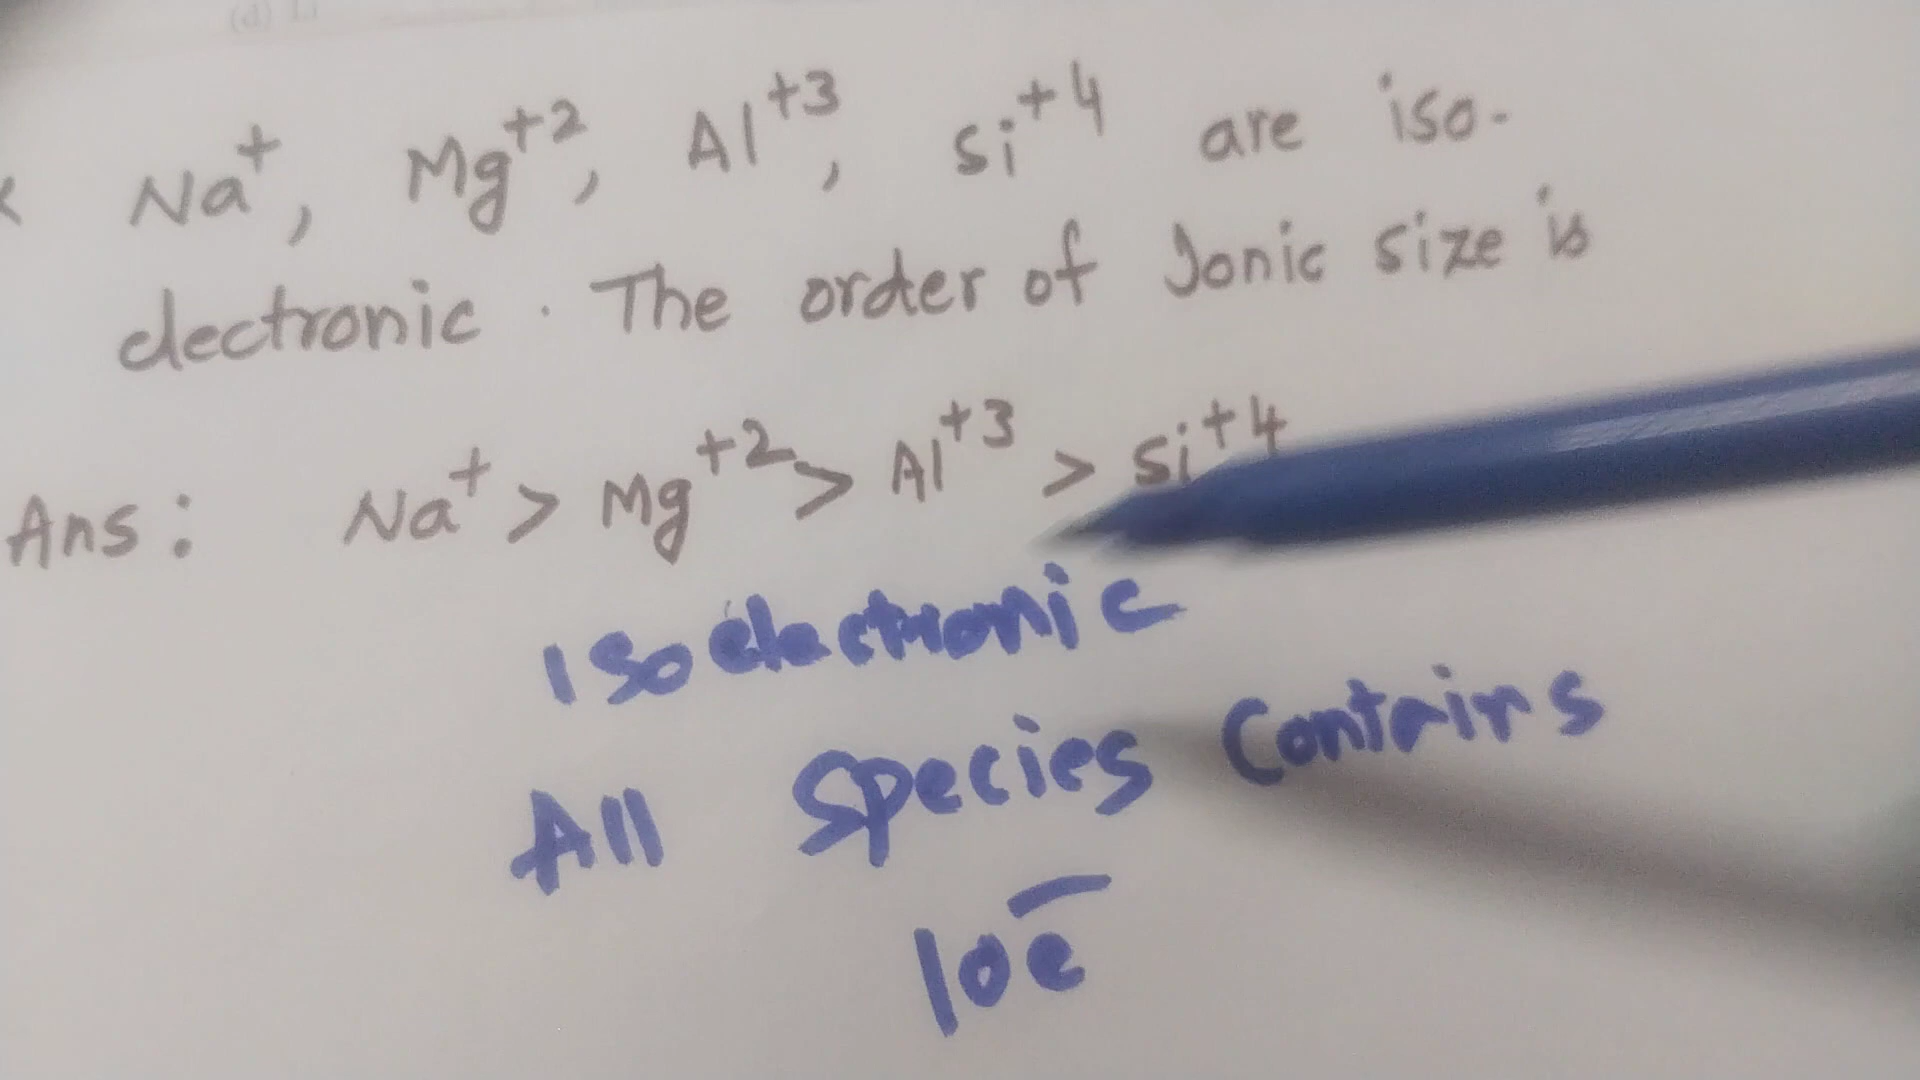 (d) Li
Na⁺, Mg⁺², Al⁺³, Si⁺⁴ are iso-
electronic. The order of Ionic size is
Ans: Na⁺ > Mg⁺² > Al⁺³ > Si⁺⁴
Isoelectronic
All Species Contains
10e̅